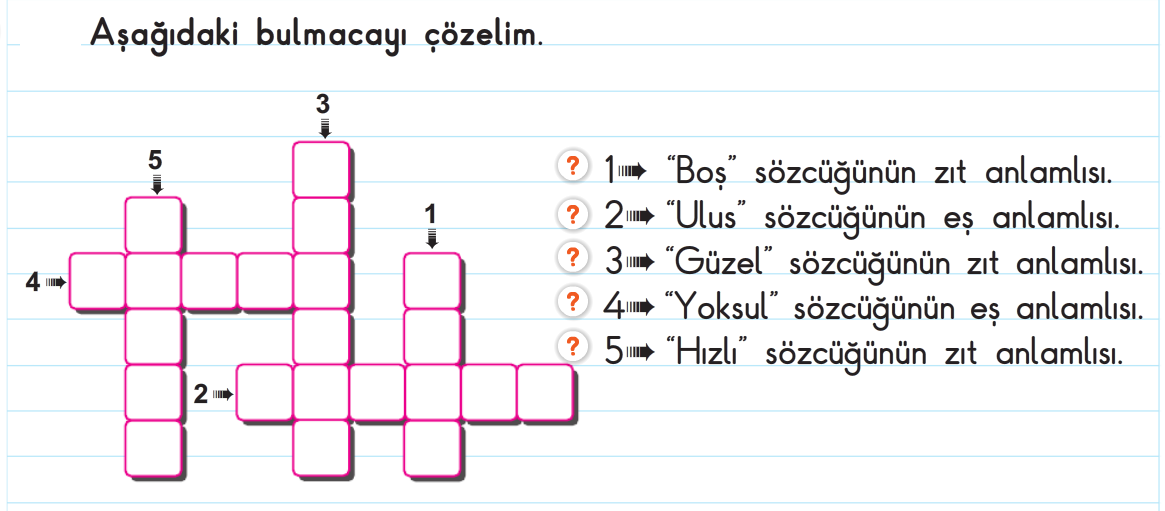 Aşağıdaki bulmacayı çözelim.
3
5
1
4
2
? 1 "Boş" sözcüğünün zıt anlamlısı.
? 2 "Ulus" sözcüğünün eş anlamlısı.
? 3 "Güzel" sözcüğünün zıt anlamlısı.
? 4 "Yoksul" sözcüğünün eş anlamlısı.
? 5 "Hızlı" sözcüğünün zıt anlamlısı.